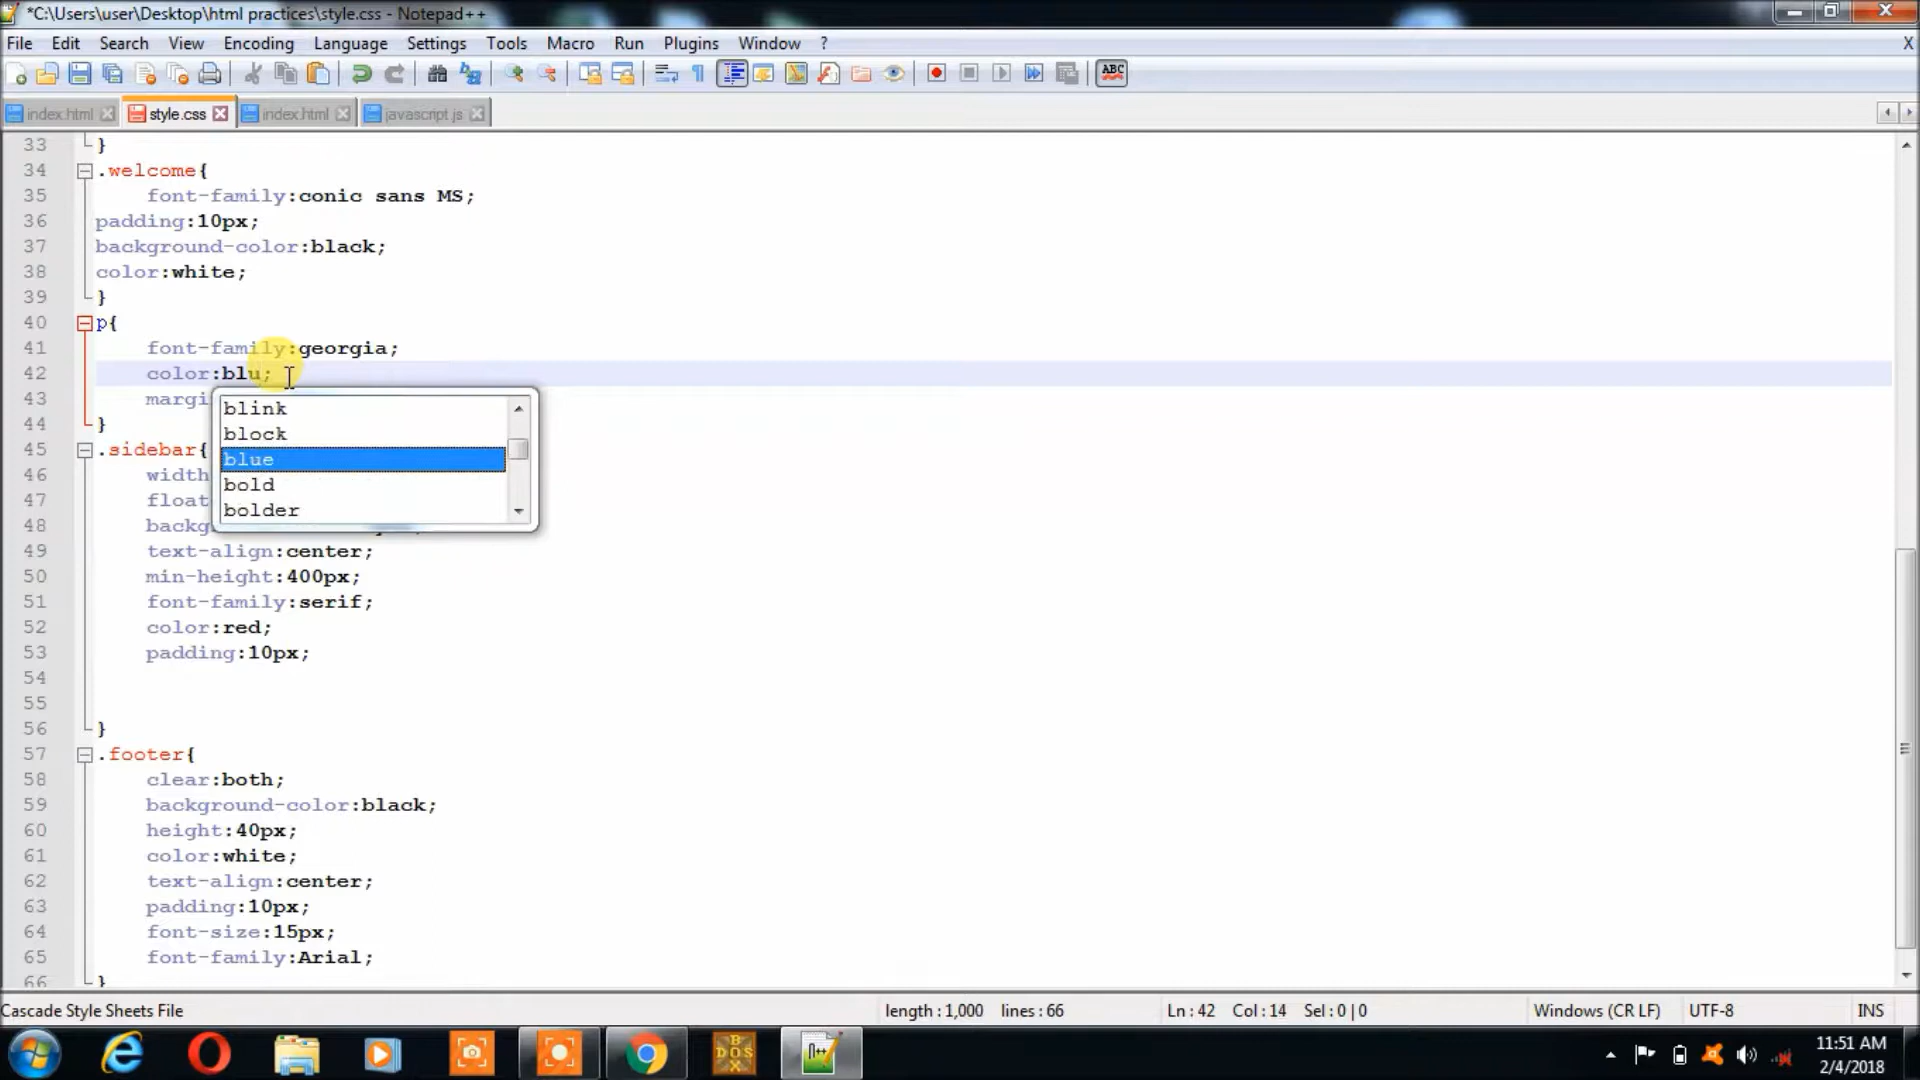 *C:\Users\user\Desktop\html practices\style.css - Notepad++
File Edit Search View Encoding Language Settings Tools Macro Run Plugins Window ? X
ABC
index.html style.css index.html javascript.js
33 }
34 .welcome{
35 font-family:conic sans MS;
36 padding:10px;
37 background-color:black;
38 color:white;
39 }
40 p{
41 font-family:georgia;
42 color:blu;
43 margi
blink
block
blue
bold
bolder
44 }
45 .sidebar{
46 width
47 float
48 backg
49 text-align:center;
50 min-height:400px;
51 font-family:serif;
52 color:red;
53 padding:10px;
54
55
56 }
57 .footer{
58 clear:both;
59 background-color:black;
60 height:40px;
61 color:white;
62 text-align:center;
63 padding:10px;
64 font-size:15px;
65 font-family:Arial;
66 }
Cascade Style Sheets File length : 1,000 lines : 66 Ln : 42 Col : 14 Sel : 0 | 0 Windows (CR LF) UTF-8 INS
11:51 AM
2/4/2018